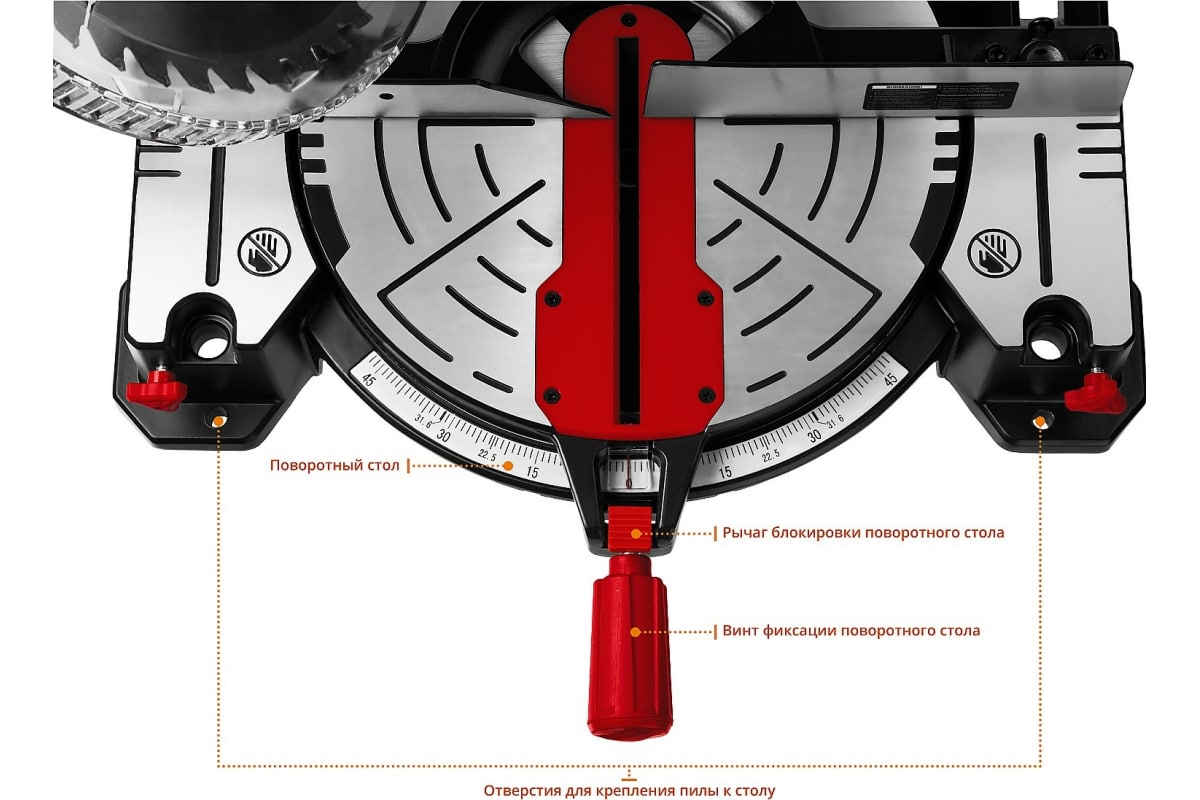 45
31.6
30
22.5
15
0
15
22.5
30
31.6
45
Поворотный стол
Рычаг блокировки поворотного стола
Винт фиксации поворотного стола
Отверстия для крепления пилы к столу